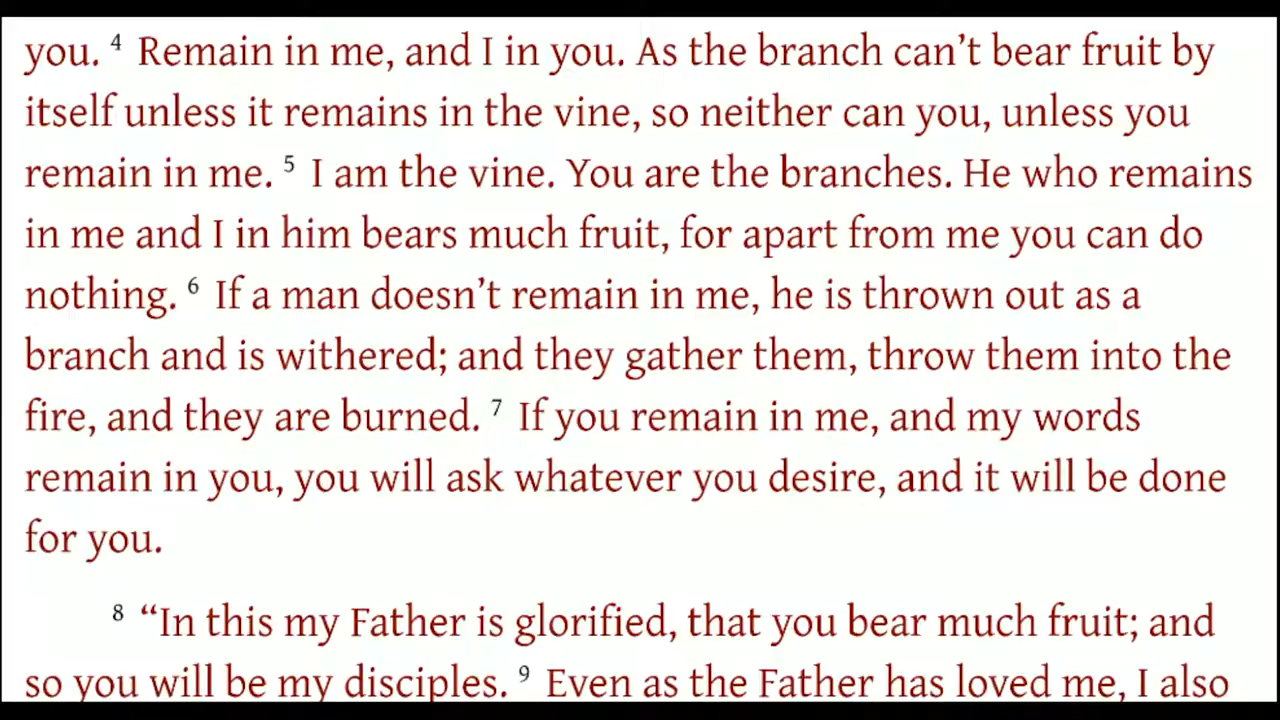 you. 4 Remain in me, and I in you. As the branch can’t bear fruit by
itself unless it remains in the vine, so neither can you, unless you
remain in me. 5 I am the vine. You are the branches. He who remains
in me and I in him bears much fruit, for apart from me you can do
nothing. 6 If a man doesn’t remain in me, he is thrown out as a
branch and is withered; and they gather them, throw them into the
fire, and they are burned. 7 If you remain in me, and my words
remain in you, you will ask whatever you desire, and it will be done
for you.
8 “In this my Father is glorified, that you bear much fruit; and
so you will be my disciples. 9 Even as the Father has loved me, I also